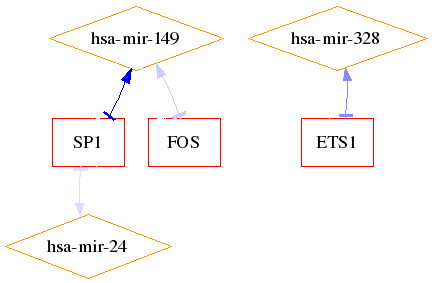 hsa-mir-149
hsa-mir-328
SP1
FOS
ETS1
hsa-mir-24